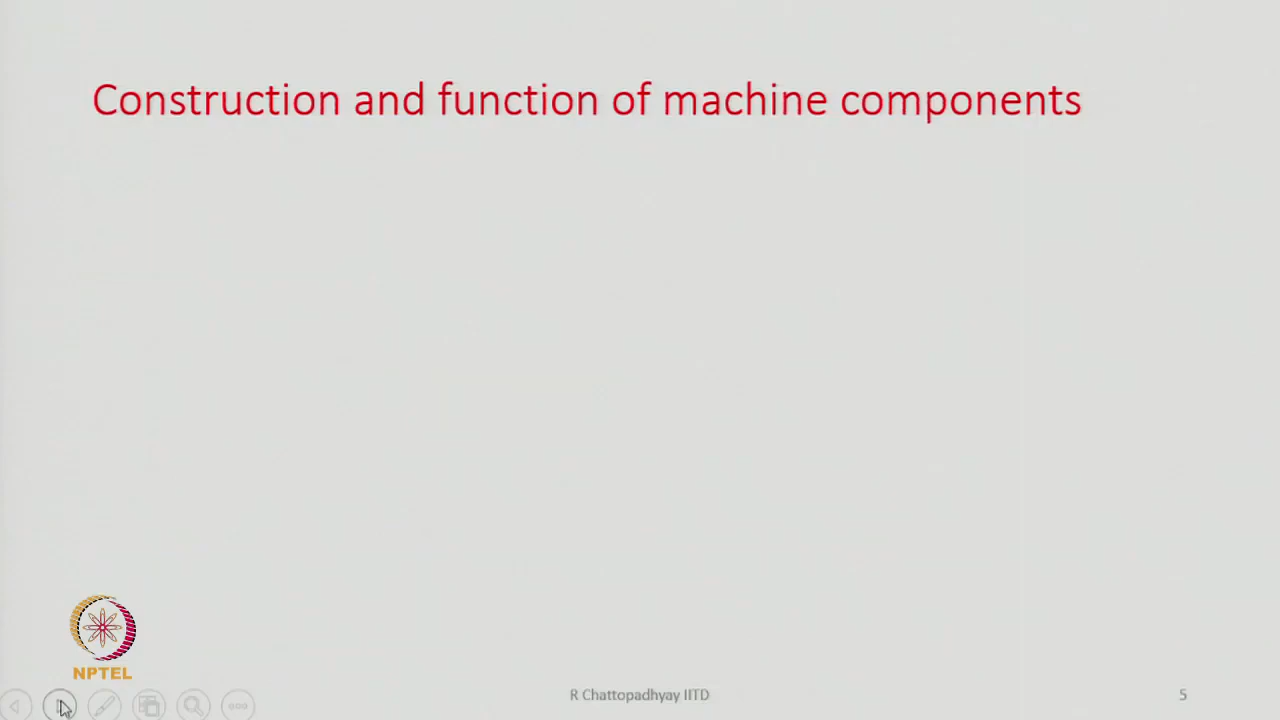 Construction and function of machine components
NPTEL
R Chattopadhyay IITD
5